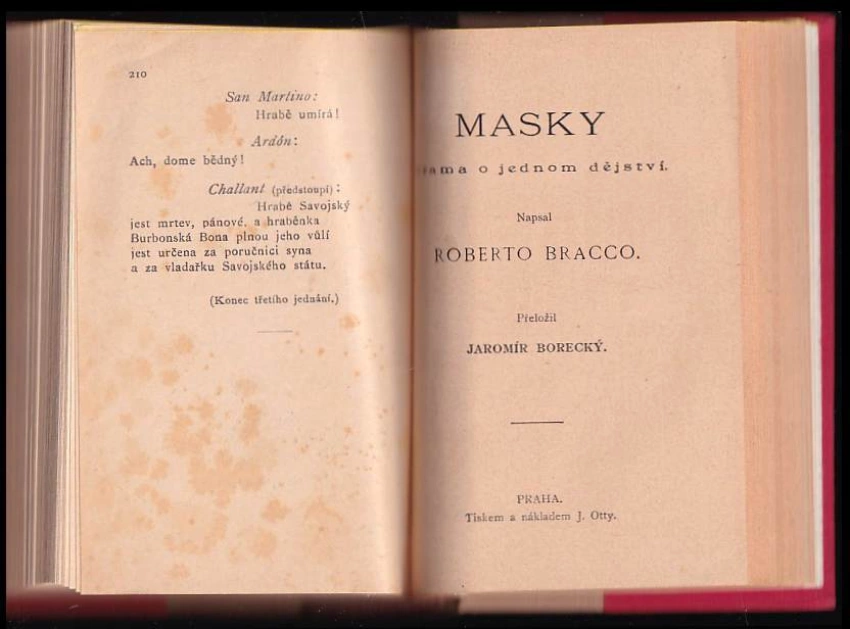 210
San Martino:
Hrabě umírá!
Ardón:
Ach, dome bědný!
Challant (předstoupí):
Hrabě Savojský
jest mrtev, pánové. a hraběnka
Burbonská Bona plnou jeho vůlí
jest určena za poručnici syna
a za vladařku Savojského státu.
(Konec třetího jednání.)
MASKY
rama o jednom dějství.
Napsal
ROBERTO BRACCO.
Přeložil
JAROMÍR BORECKÝ.
PRAHA.
Tiskem a nákladem J. Otty.